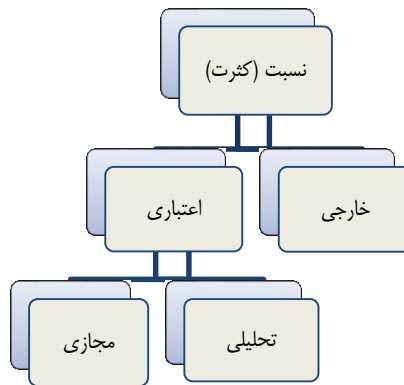 نسبت (کثرت)
خارجی
اعتباری
تحلیلی
مجازی